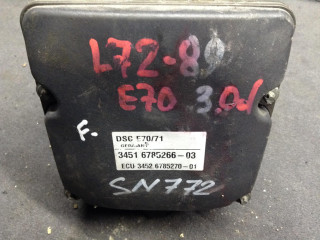 L72-89
E70 3.0d
F-
DSC E70/71
3451 6785266-03
ECU 3452 6785270-01
SN772